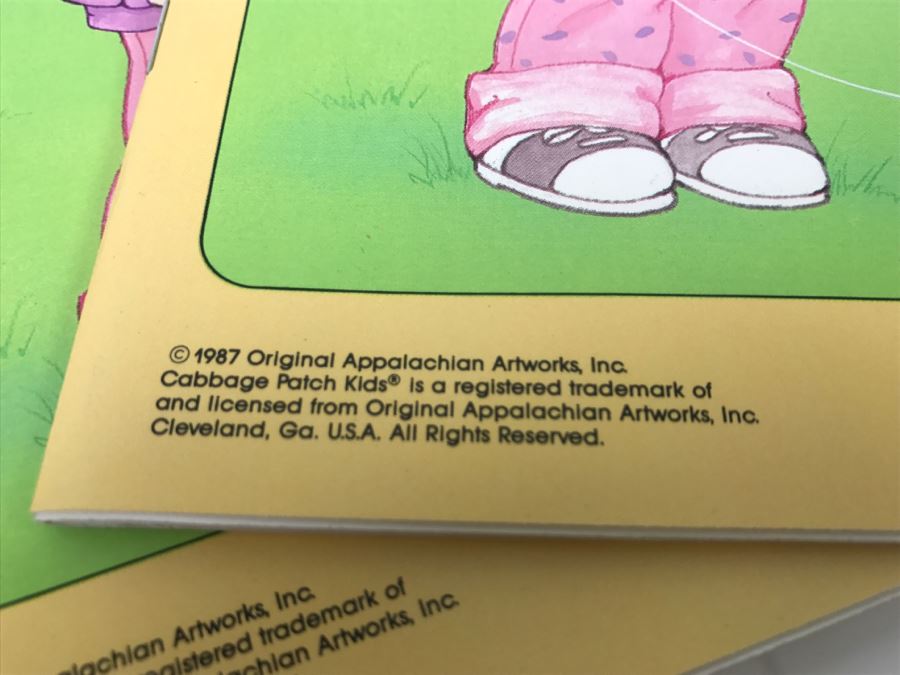 © 1987 Original Appalachian Artworks, Inc.
Cabbage Patch Kids® is a registered trademark of
and licensed from Original Appalachian Artworks, Inc.
Cleveland, Ga. U.S.A. All Rights Reserved.
Artworks, Inc.
trademark of
Artworks, Inc.